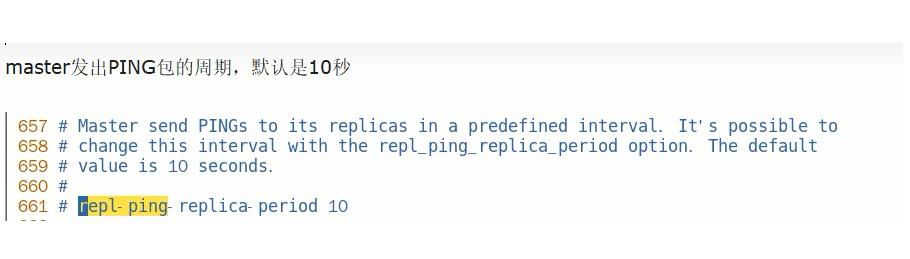 master发出PING包的周期，默认是10秒
657 # Master send PINGs to its replicas in a predefined interval. It's possible to
658 # change this interval with the repl_ping_replica_period option. The default
659 # value is 10 seconds.
660 #
661 # repl-ping-replica-period 10